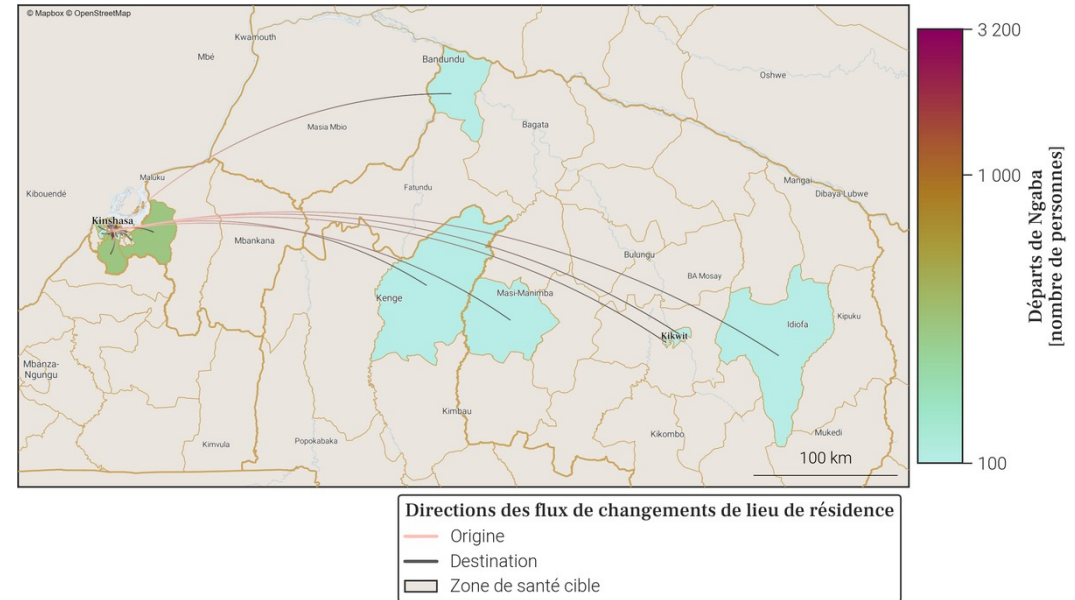 © Mapbox © OpenStreetMap
Kwamouth
Mbé
Bandundu
Oshwe
Masia Mbio
Bagata
Maluku
Kibouendé
Fatundu
Mangai
Dibaya-Lubwe
Kinshasa
Mbankana
Bulungu
BA Mosay
Kenge
Masi-Manimba
Idiofa
Kipuku
Kikwit
Mbanza-
Ngungu
Kimbau
Kimvula
Popokabaka
Kikombo
Mukedi
100 km
3 200
1 000
100
Départs de Ngaba
[nombre de personnes]
Directions des flux de changements de lieu de résidence
Origine
Destination
Zone de santé cible